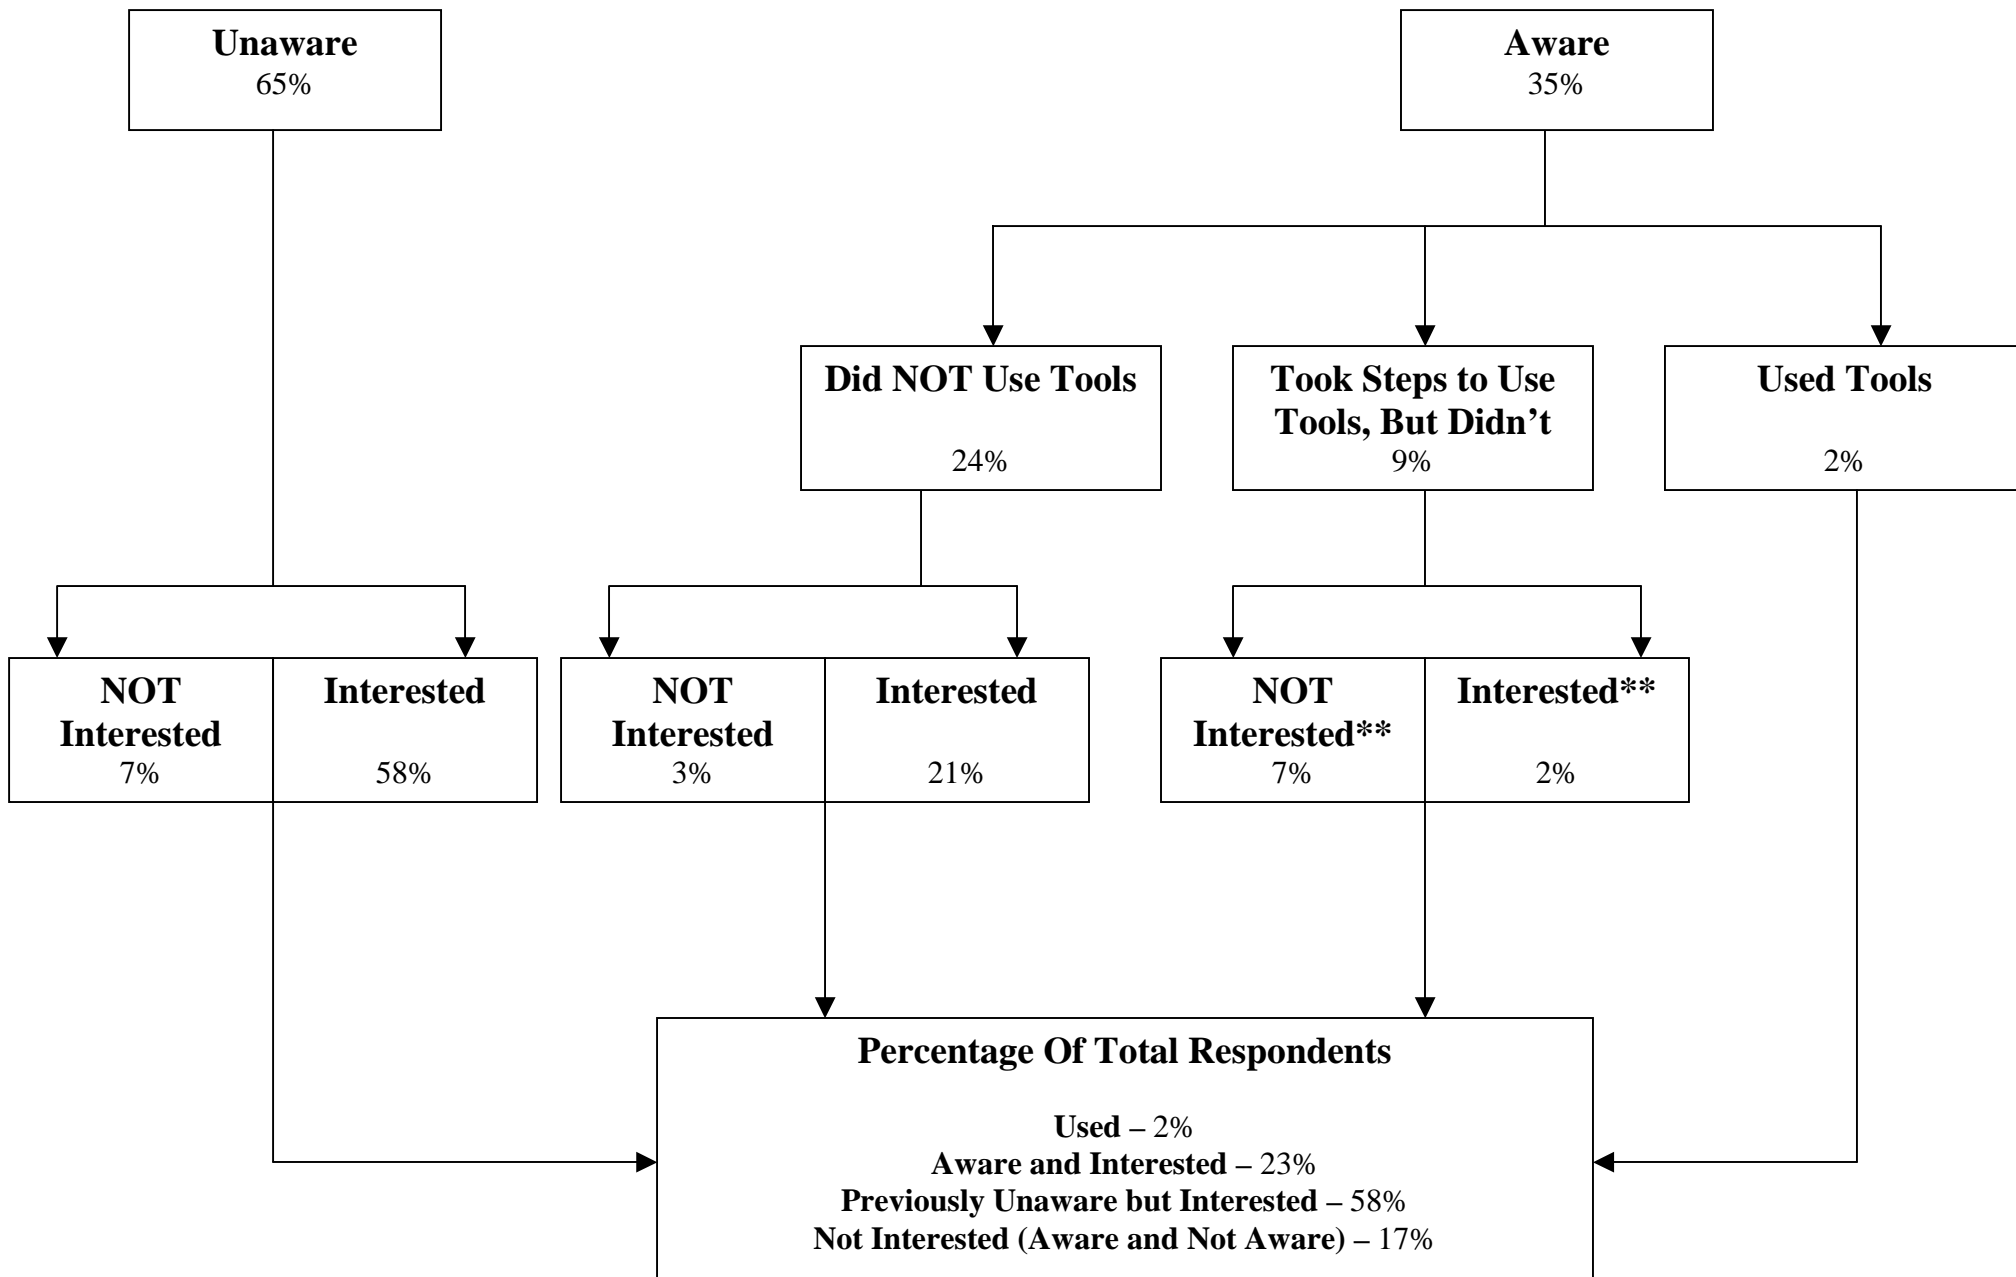 Unaware
65%
Aware
35%
Did NOT Use Tools
24%
Took Steps to Use
Tools, But Didn’t
9%
Used Tools
2%
NOT
Interested
7%
Interested
58%
NOT
Interested
3%
Interested
21%
NOT
Interested**
7%
Interested**
2%
Percentage Of Total Respondents
Used – 2%
Aware and Interested – 23%
Previously Unaware but Interested – 58%
Not Interested (Aware and Not Aware) – 17%